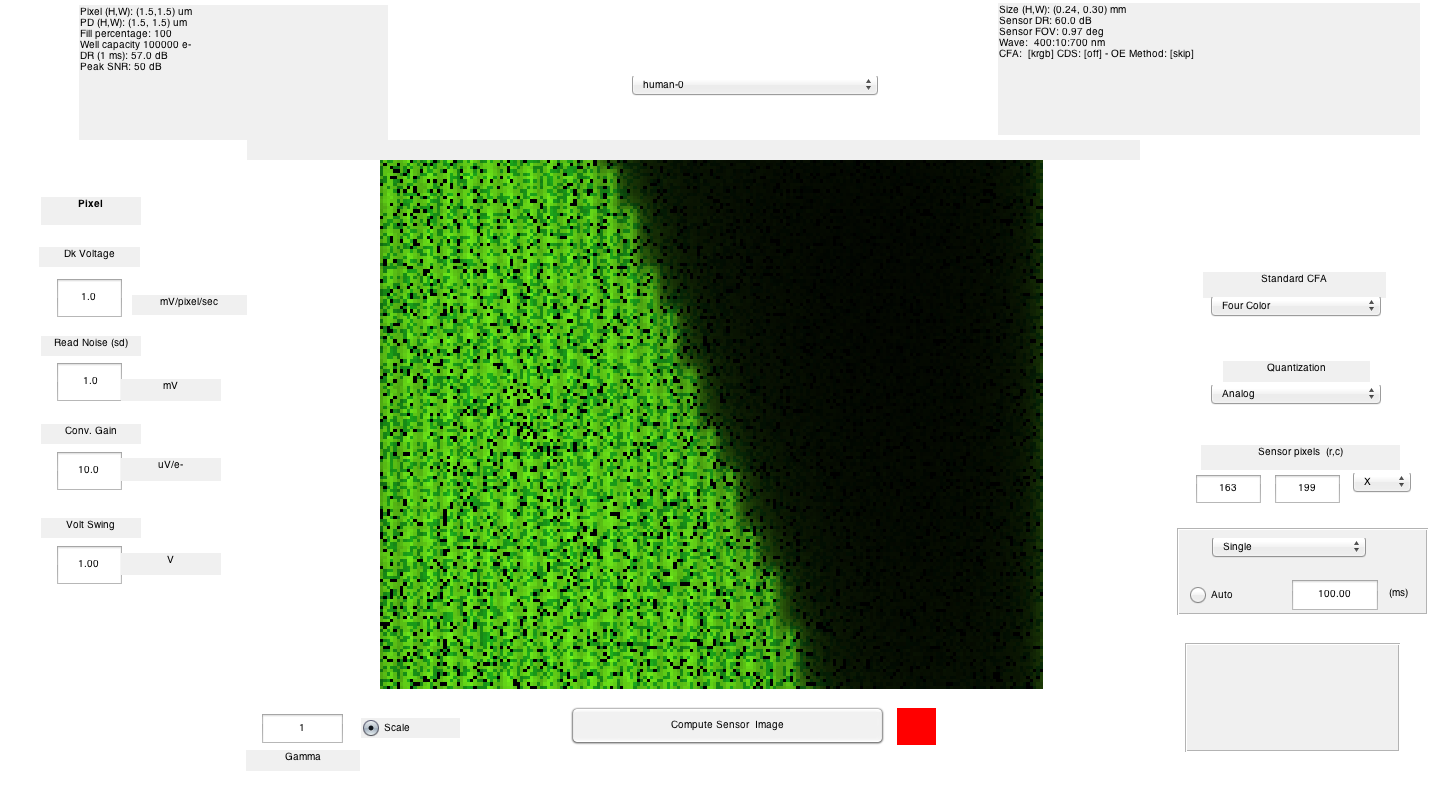 Pixel (H,W): (1.5,1.5) um
PD (H,W): (1.5, 1.5) um
Fill percentage: 100
Well capacity 100000 e-
DR (1 ms): 57.0 dB
Peak SNR: 50 dB
human-0
Size (H,W): (0.24, 0.30) mm
Sensor DR: 60.0 dB
Sensor FOV: 0.97 deg
Wave:  400:10:700 nm
CFA:  [krgb] CDS: [off] - OE Method: [skip]
Pixel
Dk Voltage
1.0
mV/pixel/sec
Read Noise (sd)
1.0
mV
Conv. Gain
10.0
uV/e-
Volt Swing
1.00
V
Standard CFA
Four Color
Quantization
Analog
Sensor pixels  (r,c)
163
199
X
Single
Auto
100.00
(ms)
1
Scale
Compute Sensor  Image
Gamma